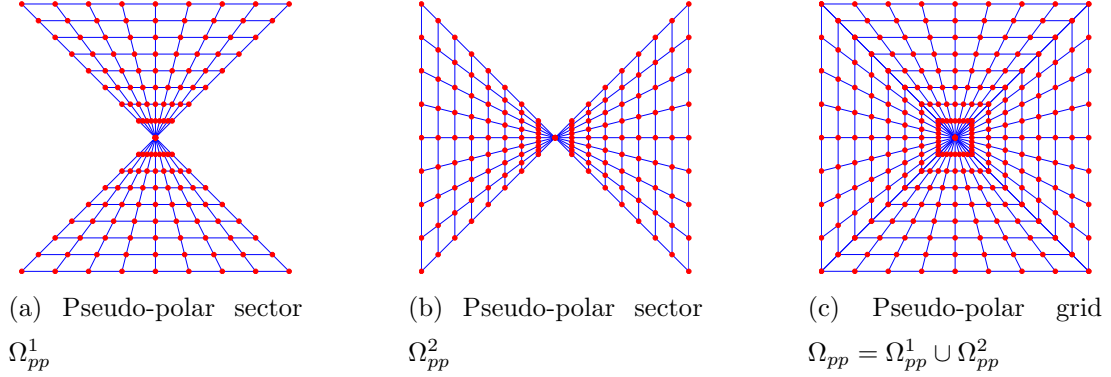 (a) Pseudo-polar sector
Ω¹ₚₚ
(b) Pseudo-polar sector
Ω²ₚₚ
(c) Pseudo-polar grid
Ωₚₚ = Ω¹ₚₚ ∪ Ω²ₚₚ